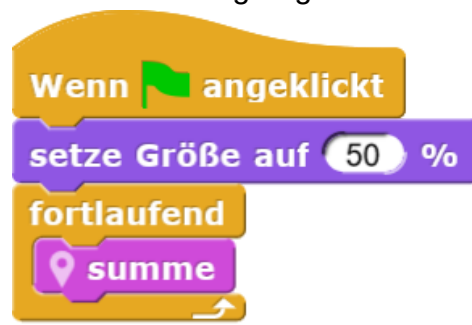 Wenn angeklickt
setze Größe auf 50 %
fortlaufend
summe